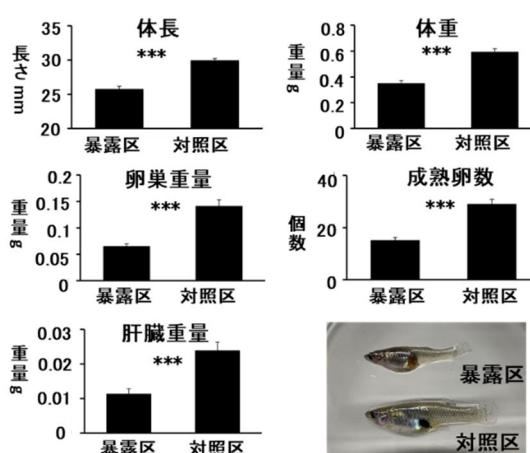 体長
***
長さ mm
30
25
20
暴露区
対照区
体重
***
重量 g
0.8
0.6
0.4
0.2
0
暴露区
対照区
卵巣重量
***
重量 g
0.2
0.15
0.1
0.05
0
暴露区
対照区
成熟卵数
***
個数
40
20
0
暴露区
対照区
肝臓重量
***
重量 g
0.03
0.02
0.01
0
暴露区
対照区
暴露区
対照区